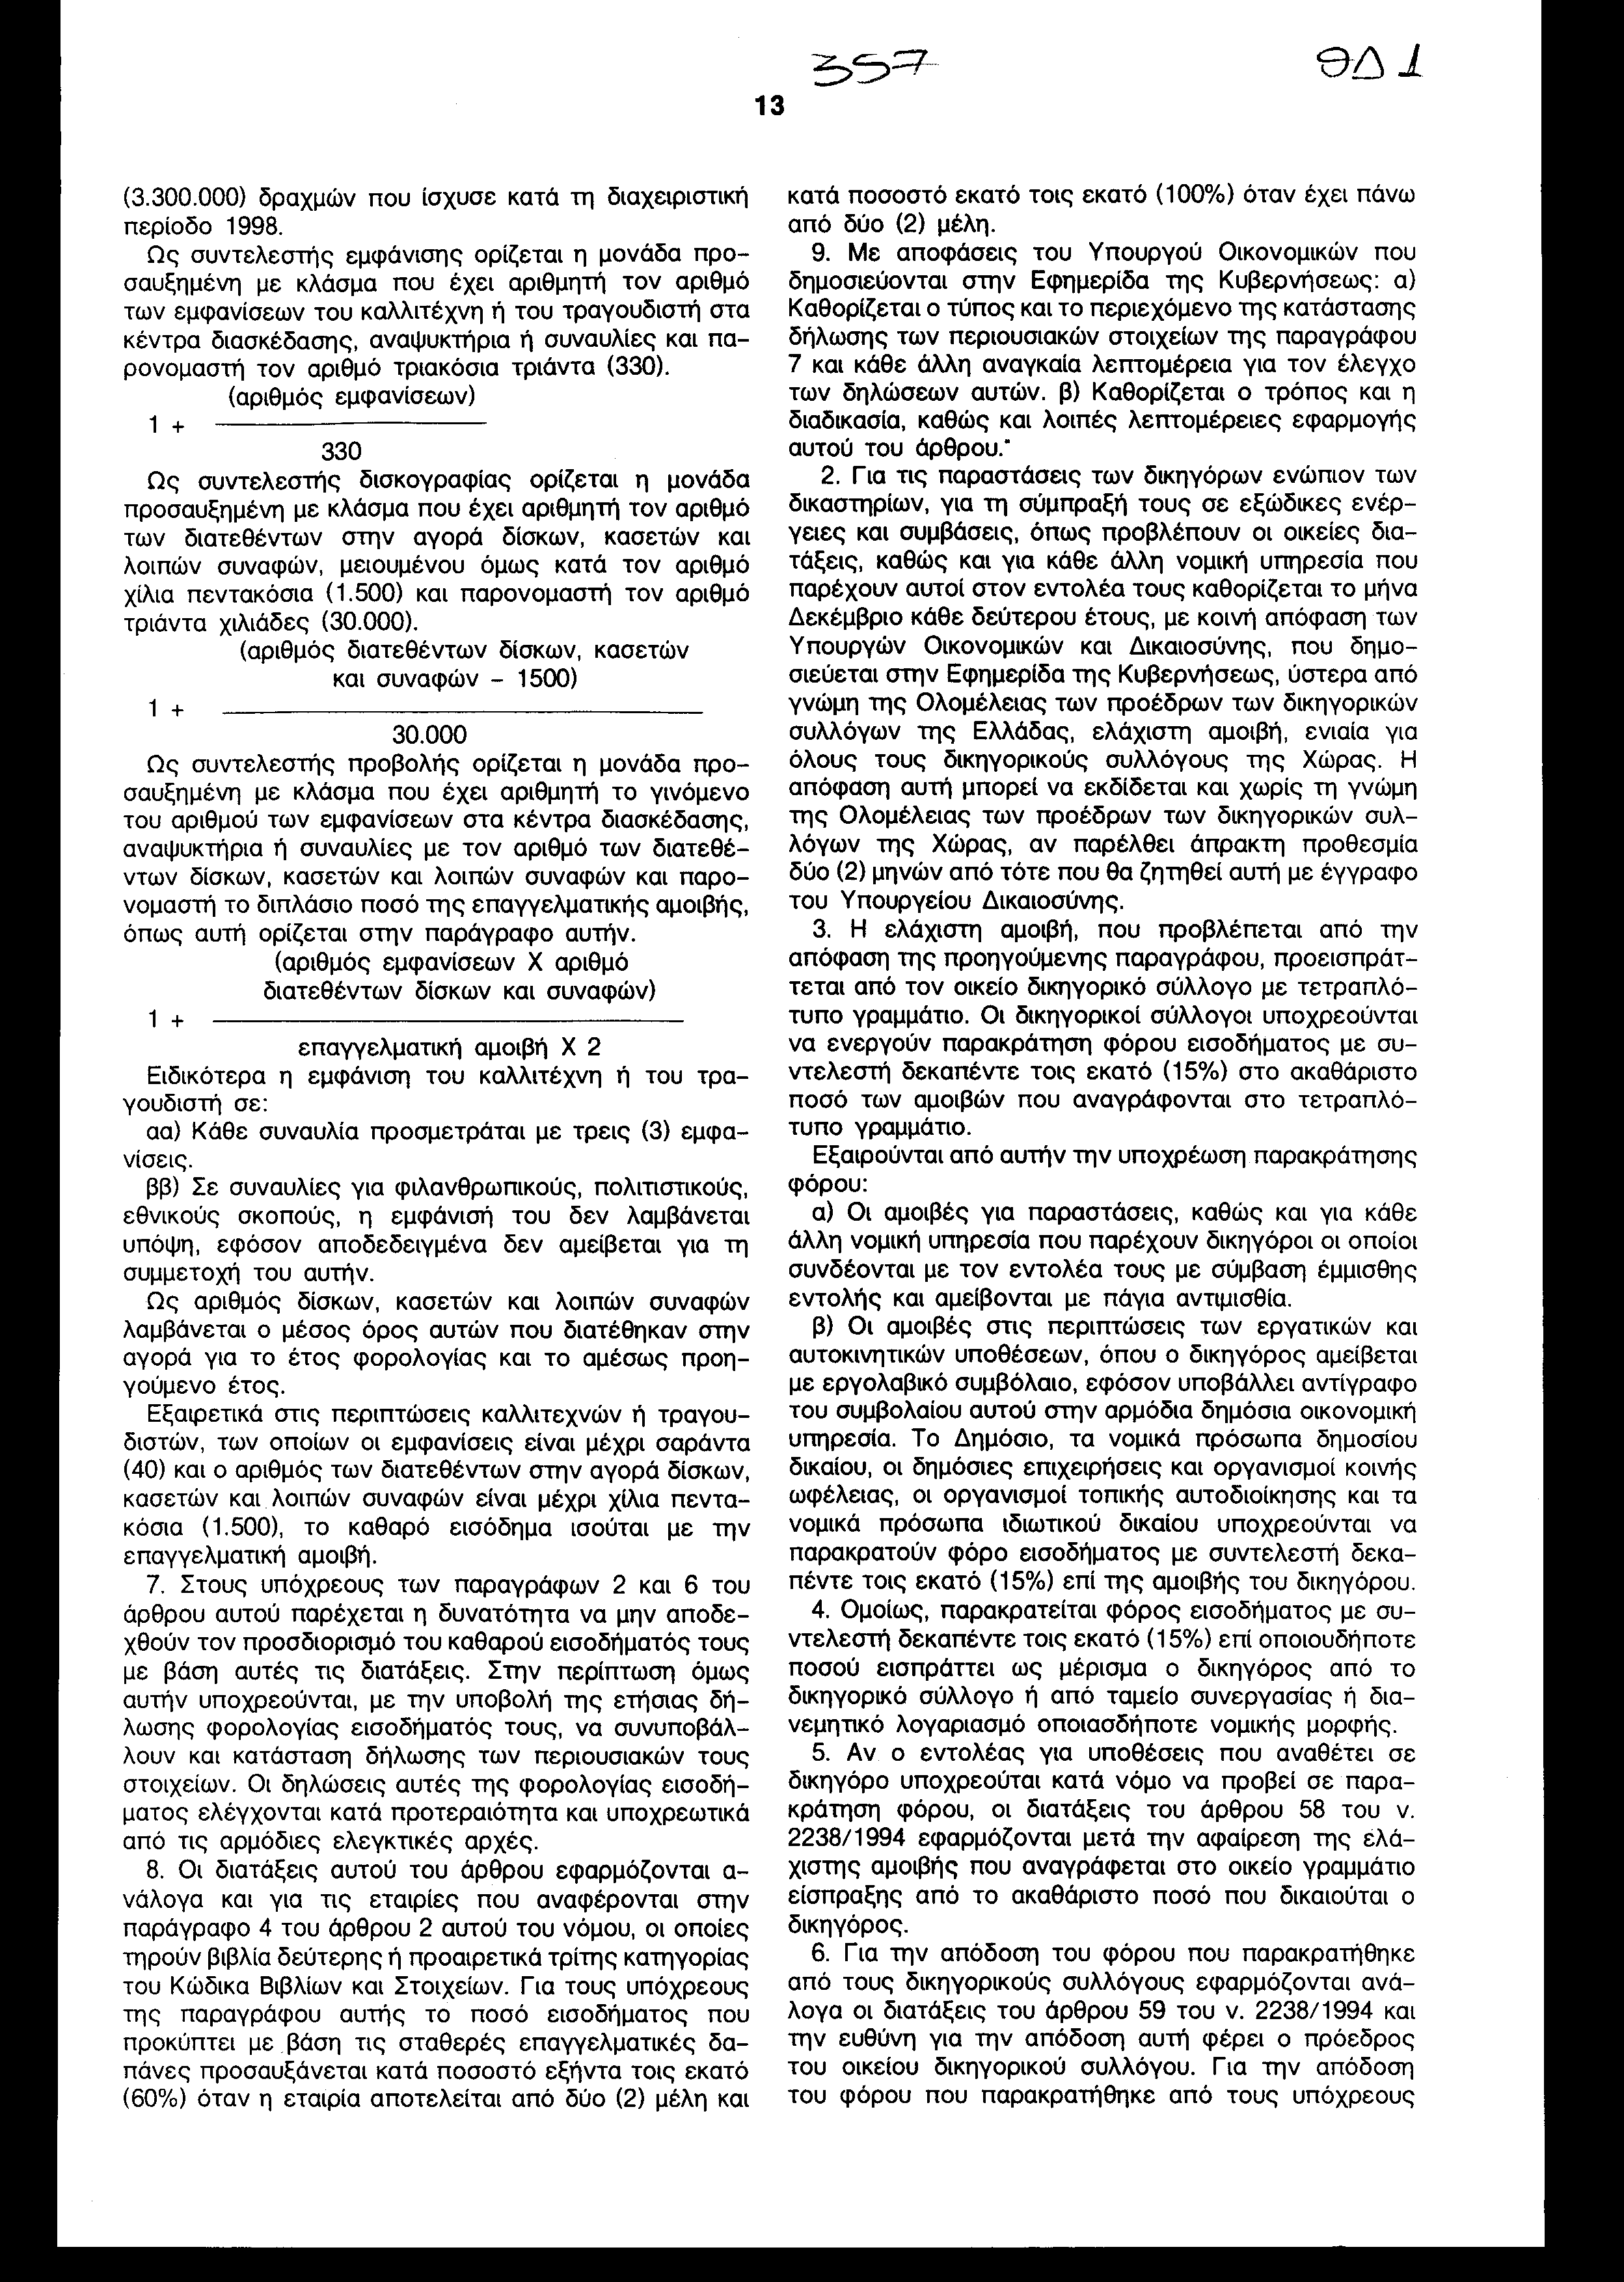 357
ΘΔ 1
13
(3.300.000) δραχμών που ίσχυσε κατά τη διαχειριστική
περίοδο 1998.
Ως συντελεστής εμφάνισης ορίζεται η μονάδα προ-
σαυξημένη με κλάσμα που έχει αριθμητή τον αριθμό
των εμφανίσεων του καλλιτέχνη ή του τραγουδιστή στα
κέντρα διασκέδασης, αναψυκτήρια ή συναυλίες και πα-
ρονομαστή τον αριθμό τριακόσια τριάντα (330).
(αριθμός εμφανίσεων)
1 +
330
Ως συντελεστής δισκογραφίας ορίζεται η μονάδα
προσαυξημένη με κλάσμα που έχει αριθμητή τον αριθμό
των διατεθέντων στην αγορά δίσκων, κασετών και
λοιπών συναφών, μειουμένου όμως κατά τον αριθμό
χίλια πεντακόσια (1.500) και παρονομαστή τον αριθμό
τριάντα χιλιάδες (30.000).
(αριθμός διατεθέντων δίσκων, κασετών
και συναφών - 1500)
1 +
30.000
Ως συντελεστής προβολής ορίζεται η μονάδα προ-
σαυξημένη με κλάσμα που έχει αριθμητή το γινόμενο
του αριθμού των εμφανίσεων στα κέντρα διασκέδασης,
αναψυκτήρια ή συναυλίες με τον αριθμό των διατεθέ-
ντων δίσκων, κασετών και λοιπών συναφών και παρο-
νομαστή το διπλάσιο ποσό της επαγγελματικής αμοιβής,
όπως αυτή ορίζεται στην παράγραφο αυτήν.
(αριθμός εμφανίσεων Χ αριθμό
διατεθέντων δίσκων και συναφών)
1 +
επαγγελματική αμοιβή Χ 2
Ειδικότερα η εμφάνιση του καλλιτέχνη ή του τρα-
γουδιστή σε:
αα) Κάθε συναυλία προσμετράται με τρεις (3) εμφα-
νίσεις.
ββ) Σε συναυλίες για φιλανθρωπικούς, πολιτιστικούς,
εθνικούς σκοπούς, η εμφάνισή του δεν λαμβάνεται
υπόψη, εφόσον αποδεδειγμένα δεν αμείβεται για τη
συμμετοχή του αυτήν.
Ως αριθμός δίσκων, κασετών και λοιπών συναφών
λαμβάνεται ο μέσος όρος αυτών που διατέθηκαν στην
αγορά για το έτος φορολογίας και το αμέσως προη-
γούμενο έτος.
Εξαιρετικά στις περιπτώσεις καλλιτεχνών ή τραγου-
διστών, των οποίων οι εμφανίσεις είναι μέχρι σαράντα
(40) και ο αριθμός των διατεθέντων στην αγορά δίσκων,
κασετών και λοιπών συναφών είναι μέχρι χίλια πεντα-
κόσια (1.500), το καθαρό εισόδημα ισούται με την
επαγγελματική αμοιβή.
7. Στους υπόχρεους των παραγράφων 2 και 6 του
άρθρου αυτού παρέχεται η δυνατότητα να μην αποδε-
χθούν τον προσδιορισμό του καθαρού εισοδήματός τους
με βάση αυτές τις διατάξεις. Στην περίπτωση όμως
αυτήν υποχρεούνται, με την υποβολή της ετήσιας δή-
λωσης φορολογίας εισοδήματός τους, να συνυποβάλ-
λουν και κατάσταση δήλωσης των περιουσιακών τους
στοιχείων. Οι δηλώσεις αυτές της φορολογίας εισοδή-
ματος ελέγχονται κατά προτεραιότητα και υποχρεωτικά
από τις αρμόδιες ελεγκτικές αρχές.
8. Οι διατάξεις αυτού του άρθρου εφαρμόζονται α-
νάλογα και για τις εταιρίες που αναφέρονται στην
παράγραφο 4 του άρθρου 2 αυτού του νόμου, οι οποίες
τηρούν βιβλία δεύτερης ή προαιρετικά τρίτης κατηγορίας
του Κώδικα Βιβλίων και Στοιχείων. Για τους υπόχρεους
της παραγράφου αυτής το ποσό εισοδήματος που
προκύπτει με βάση τις σταθερές επαγγελματικές δα-
πάνες προσαυξάνεται κατά ποσοστό εξήντα τοις εκατό
(60%) όταν η εταιρία αποτελείται από δύο (2) μέλη και
κατά ποσοστό εκατό τοις εκατό (100%) όταν έχει πάνω
από δύο (2) μέλη.
9. Με αποφάσεις του Υπουργού Οικονομικών που
δημοσιεύονται στην Εφημερίδα της Κυβερνήσεως: α)
Καθορίζεται ο τύπος και το περιεχόμενο της κατάστασης
δήλωσης των περιουσιακών στοιχείων της παραγράφου
7 και κάθε άλλη αναγκαία λεπτομέρεια για τον έλεγχο
των δηλώσεων αυτών. β) Καθορίζεται ο τρόπος και η
διαδικασία, καθώς και λοιπές λεπτομέρειες εφαρμογής
αυτού του άρθρου."
2. Για τις παραστάσεις των δικηγόρων ενώπιον των
δικαστηρίων, για τη σύμπραξή τους σε εξώδικες ενέρ-
γειες και συμβάσεις, όπως προβλέπουν οι οικείες δια-
τάξεις, καθώς και για κάθε άλλη νομική υπηρεσία που
παρέχουν αυτοί στον εντολέα τους καθορίζεται το μήνα
Δεκέμβριο κάθε δεύτερου έτους, με κοινή απόφαση των
Υπουργών Οικονομικών και Δικαιοσύνης, που δημο-
σιεύεται στην Εφημερίδα της Κυβερνήσεως, ύστερα από
γνώμη της Ολομέλειας των προέδρων των δικηγορικών
συλλόγων της Ελλάδας, ελάχιστη αμοιβή, ενιαία για
όλους τους δικηγορικούς συλλόγους της Χώρας. Η
απόφαση αυτή μπορεί να εκδίδεται και χωρίς τη γνώμη
της Ολομέλειας των προέδρων των δικηγορικών συλ-
λόγων της Χώρας, αν παρέλθει άπρακτη προθεσμία
δύο (2) μηνών από τότε που θα ζητηθεί αυτή με έγγραφο
του Υπουργείου Δικαιοσύνης.
3. Η ελάχιστη αμοιβή, που προβλέπεται από την
απόφαση της προηγούμενης παραγράφου, προεισπράτ-
τεται από τον οικείο δικηγορικό σύλλογο με τετραπλό-
τυπο γραμμάτιο. Οι δικηγορικοί σύλλογοι υποχρεούνται
να ενεργούν παρακράτηση φόρου εισοδήματος με συ-
ντελεστή δεκαπέντε τοις εκατό (15%) στο ακαθάριστο
ποσό των αμοιβών που αναγράφονται στο τετραπλό-
τυπο γραμμάτιο.
Εξαιρούνται από αυτήν την υποχρέωση παρακράτησης
φόρου:
α) Οι αμοιβές για παραστάσεις, καθώς και για κάθε
άλλη νομική υπηρεσία που παρέχουν δικηγόροι οι οποίοι
συνδέονται με τον εντολέα τους με σύμβαση έμμισθης
εντολής και αμείβονται με πάγια αντιμισθία.
β) Οι αμοιβές στις περιπτώσεις των εργατικών και
αυτοκινητικών υποθέσεων, όπου ο δικηγόρος αμείβεται
με εργολαβικό συμβόλαιο, εφόσον υποβάλλει αντίγραφο
του συμβολαίου αυτού στην αρμόδια δημόσια οικονομική
υπηρεσία. Το Δημόσιο, τα νομικά πρόσωπα δημοσίου
δικαίου, οι δημόσιες επιχειρήσεις και οργανισμοί κοινής
ωφέλειας, οι οργανισμοί τοπικής αυτοδιοίκησης και τα
νομικά πρόσωπα ιδιωτικού δικαίου υποχρεούνται να
παρακρατούν φόρο εισοδήματος με συντελεστή δεκα-
πέντε τοις εκατό (15%) επί της αμοιβής του δικηγόρου.
4. Ομοίως, παρακρατείται φόρος εισοδήματος με συ-
ντελεστή δεκαπέντε τοις εκατό (15%) επί οποιουδήποτε
ποσού εισπράττει ως μέρισμα ο δικηγόρος από το
δικηγορικό σύλλογο ή από ταμείο συνεργασίας ή δια-
νεμητικό λογαριασμό οποιασδήποτε νομικής μορφής.
5. Αν ο εντολέας για υποθέσεις που αναθέτει σε
δικηγόρο υποχρεούται κατά νόμο να προβεί σε παρα-
κράτηση φόρου, οι διατάξεις του άρθρου 58 του ν.
2238/1994 εφαρμόζονται μετά την αφαίρεση της ελά-
χιστης αμοιβής που αναγράφεται στο οικείο γραμμάτιο
είσπραξης από το ακαθάριστο ποσό που δικαιούται ο
δικηγόρος.
6. Για την απόδοση του φόρου που παρακρατήθηκε
από τους δικηγορικούς συλλόγους εφαρμόζονται ανά-
λογα οι διατάξεις του άρθρου 59 του ν. 2238/1994 και
την ευθύνη για την απόδοση αυτή φέρει ο πρόεδρος
του οικείου δικηγορικού συλλόγου. Για την απόδοση
του φόρου που παρακρατήθηκε από τους υπόχρεους